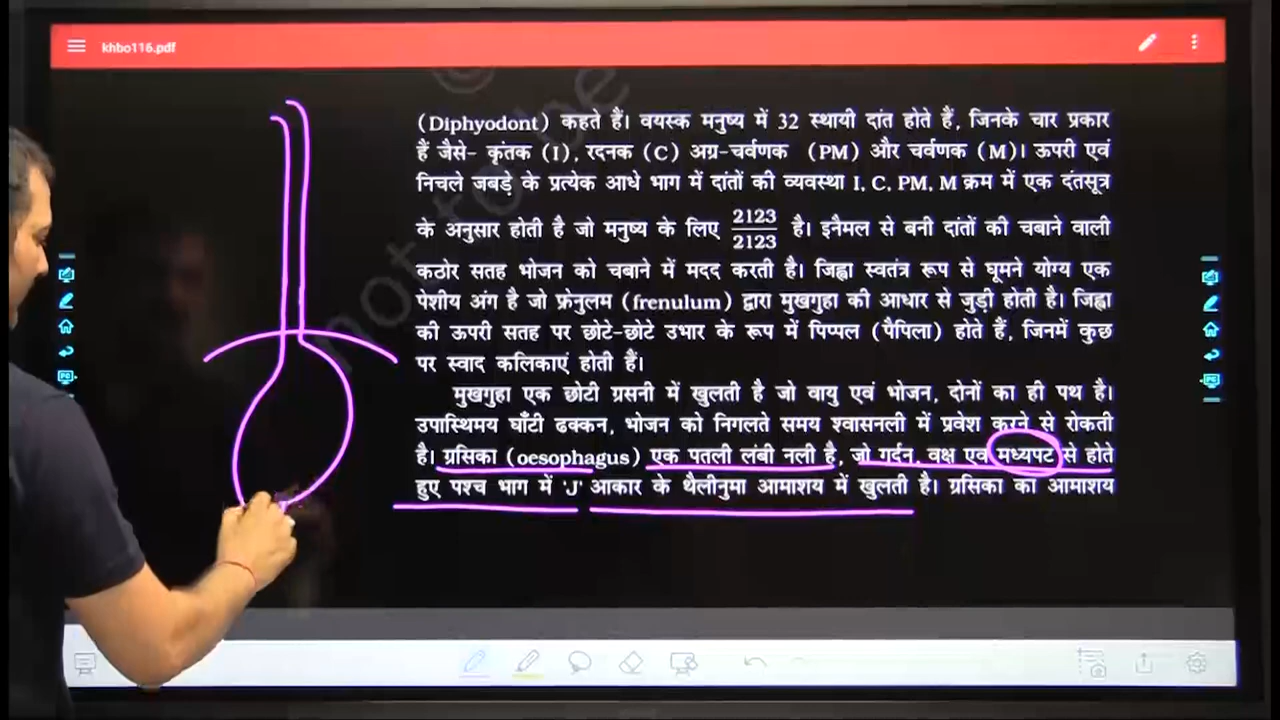 khbo116.pdf
(Diphyodont) कहते हैं। वयस्क मनुष्य में 32 स्थायी दांत होते हैं, जिनके चार प्रकार
हैं जैसे- कृंतक (I), रदनक (C) अग्र-चर्वणक (PM) और चर्वणक (M)। ऊपरी एवं
निचले जबड़े के प्रत्येक आधे भाग में दांतों की व्यवस्था I, C, PM, M क्रम में एक दंतसूत्र
के अनुसार होती है जो मनुष्य के लिए 2123/2123 है। इनैमल से बनी दांतों की चबाने वाली
कठोर सतह भोजन को चबाने में मदद करती है। जिह्वा स्वतंत्र रूप से घूमने योग्य एक
पेशीय अंग है जो फ्रेनुलम (frenulum) द्वारा मुखगुहा की आधार से जुड़ी होती है। जिह्वा
की ऊपरी सतह पर छोटे-छोटे उभार के रूप में पिप्पल (पैपिला) होते हैं, जिनमें कुछ
पर स्वाद कलिकाएं होती हैं।
मुखगुहा एक छोटी ग्रसनी में खुलती है जो वायु एवं भोजन, दोनों का ही पथ है।
उपास्थिमय घाँटी ढक्कन, भोजन को निगलते समय श्वासनली में प्रवेश करने से रोकती
है। ग्रसिका (oesophagus) एक पतली लंबी नली है, जो गर्दन, वक्ष एवं मध्यपट से होते
हुए पश्च भाग में 'J' आकार के थैलीनुमा आमाशय में खुलती है। ग्रसिका का आमाशय
not to be